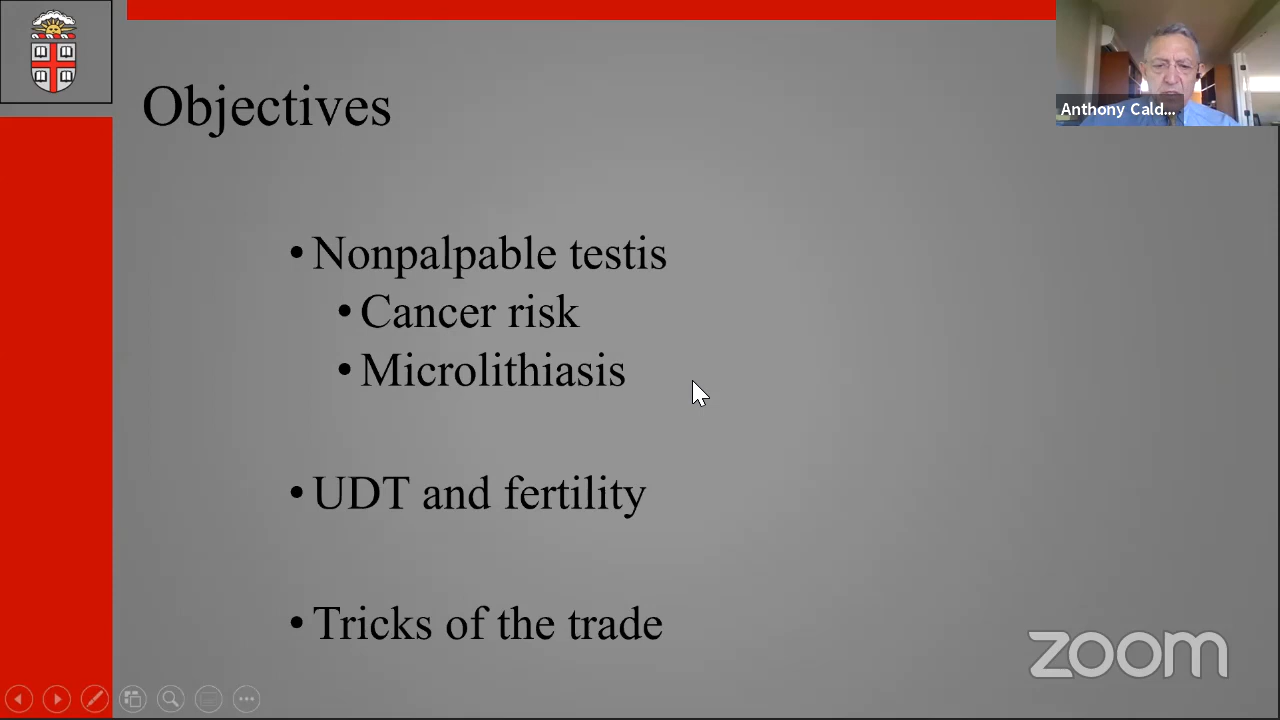 Objectives
Anthony Cald...
• Nonpalpable testis
• Cancer risk
• Microlithiasis
• UDT and fertility
• Tricks of the trade
zoom